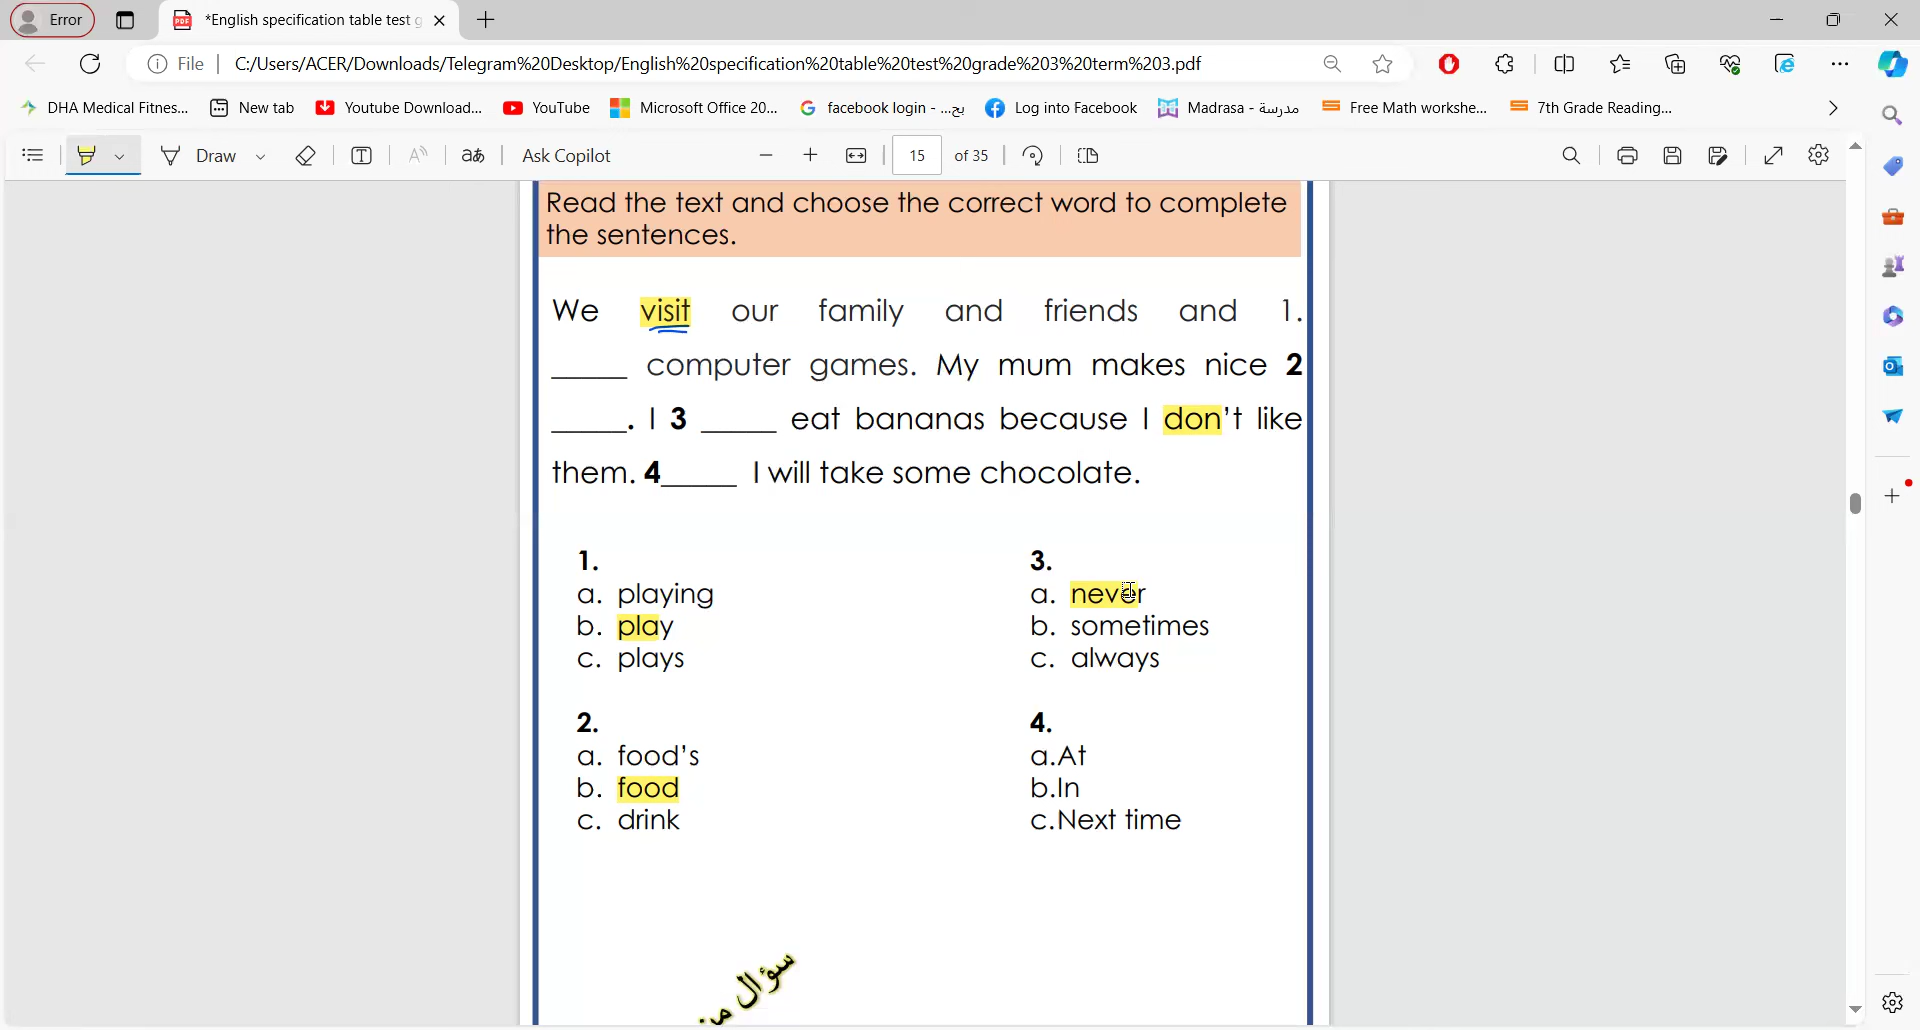 Error
*English specification table test g
File
C:/Users/ACER/Downloads/Telegram%20Desktop/English%20specification%20table%20test%20grade%203%20term%203.pdf
DHA Medical Fitnes...
New tab
Youtube Download...
YouTube
Microsoft Office 20...
facebook login - ...بح
Log into Facebook
Madrasa - مدرسة
Free Math workshe...
7th Grade Reading...
Draw
Ask Copilot
15
of 35
Read the text and choose the correct word to complete
the sentences.
We visit our family and friends and 1.
_____ computer games. My mum makes nice 2
_____. I 3 _____ eat bananas because I don't like
them. 4_____ I will take some chocolate.
1.
a. playing
b. play
c. plays
2.
a. food's
b. food
c. drink
3.
a. never
b. sometimes
c. always
4.
a.At
b.In
c.Next time
سؤال من